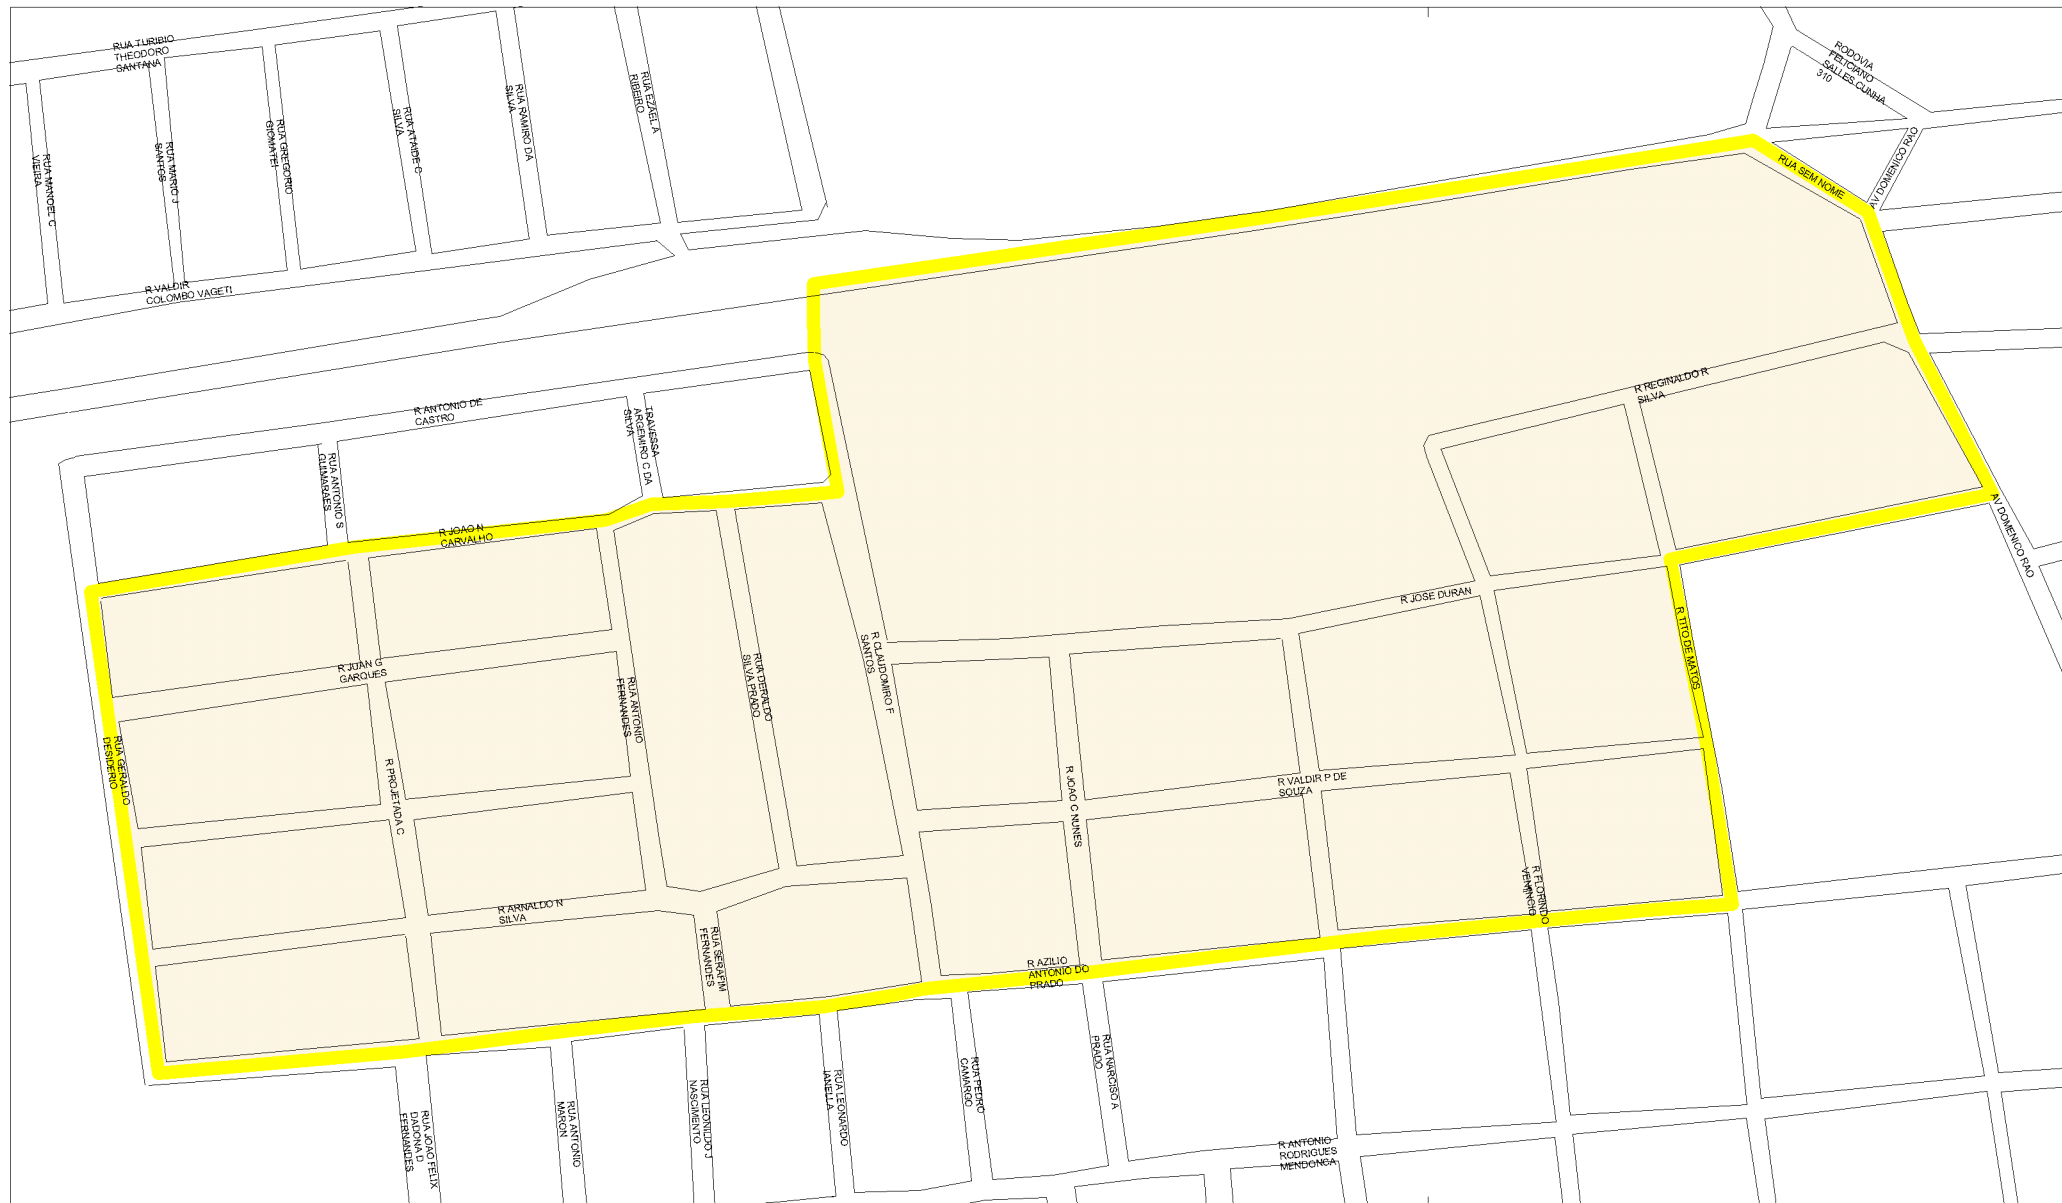 RUA TURIBIO
THEODORO
SANTANA
RODOVIA
FELICIANO
SALLES CUNHA
310
RUA EZAEL A
RIBEIRO
RUA RAMIRO DA
SILVA
RUA ATAIDE C
SILVA
RUA GREGORIO
GIOMATEI
RUA MARIO J
SANTOS
RUA MANOEL C
VIEIRA
AV DOMENICO RAO
RUA SEM NOME
R VALDIR
COLOMBO VAGETI
R REGINALDO R
SILVA
R ANTONIO DE
CASTRO
TRAVESSA
ARGEMIRO C DA
SILVA
RUA ANTONIO S
GUIMARAES
R JOAO N
CARVALHO
AV DOMENICO RAO
R JOSE DURAN
R TITO DE MATOS
R CLAUDOMIRO F
SANTOS
RUA DERALDO
SILVA PRADO
RUA ANTONIO
FERNANDES
R JUAN G
GARQUES
RUA GERALDO
DESIDERIO
R PROJETADA C
R JOAO C NUNES
R VALDIR P DE
SOUZA
R FLORINDO
VEMINCIO
R ARNALDO N
SILVA
RUA SERAFIM
FERNANDES
R AZILIO
ANTONIO DO
PRADO
RUA JOAO FELIX
DADONA D
FERNANDES
RUA ANTONIO
MARON
RUA LEONILDO J
NASCIMENTO
RUA LEONARDO
IANELLA
RUA PEDRO
CAMARGO
RUA NARCISO A
PRADO
R ANTONIO
RODRIGUES
MENDONCA